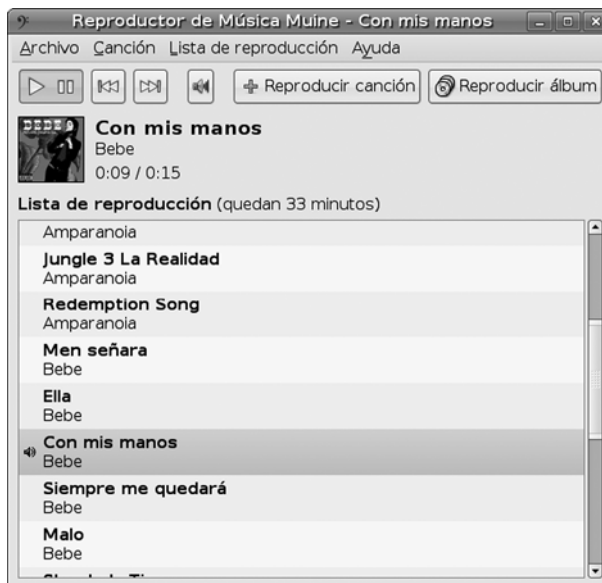 Reproductor de Música Muine - Con mis manos
Archivo Canción Lista de reproducción Ayuda
Reproducir canción Reproducir álbum
BEBE
Con mis manos
Bebe
0:09 / 0:15
Lista de reproducción (quedan 33 minutos)
Amparanoia
Jungle 3 La Realidad
Amparanoia
Redemption Song
Amparanoia
Men señara
Bebe
Ella
Bebe
Con mis manos
Bebe
Siempre me quedará
Bebe
Malo
Bebe